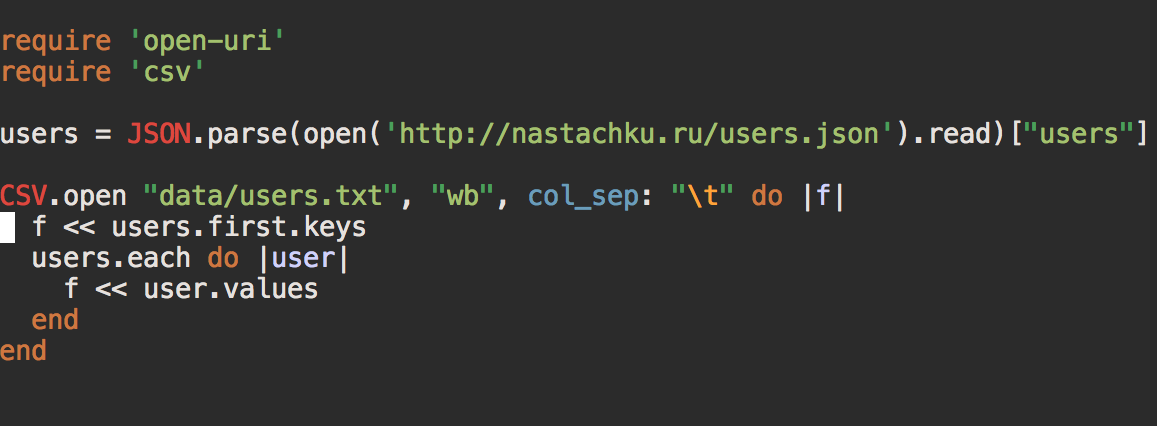 require 'open-uri'
require 'csv'
users = JSON.parse(open('http://nastachku.ru/users.json').read)["users"]
CSV.open "data/users.txt", "wb", col_sep: "\t" do |f|
f << users.first.keys
users.each do |user|
f << user.values
end
end